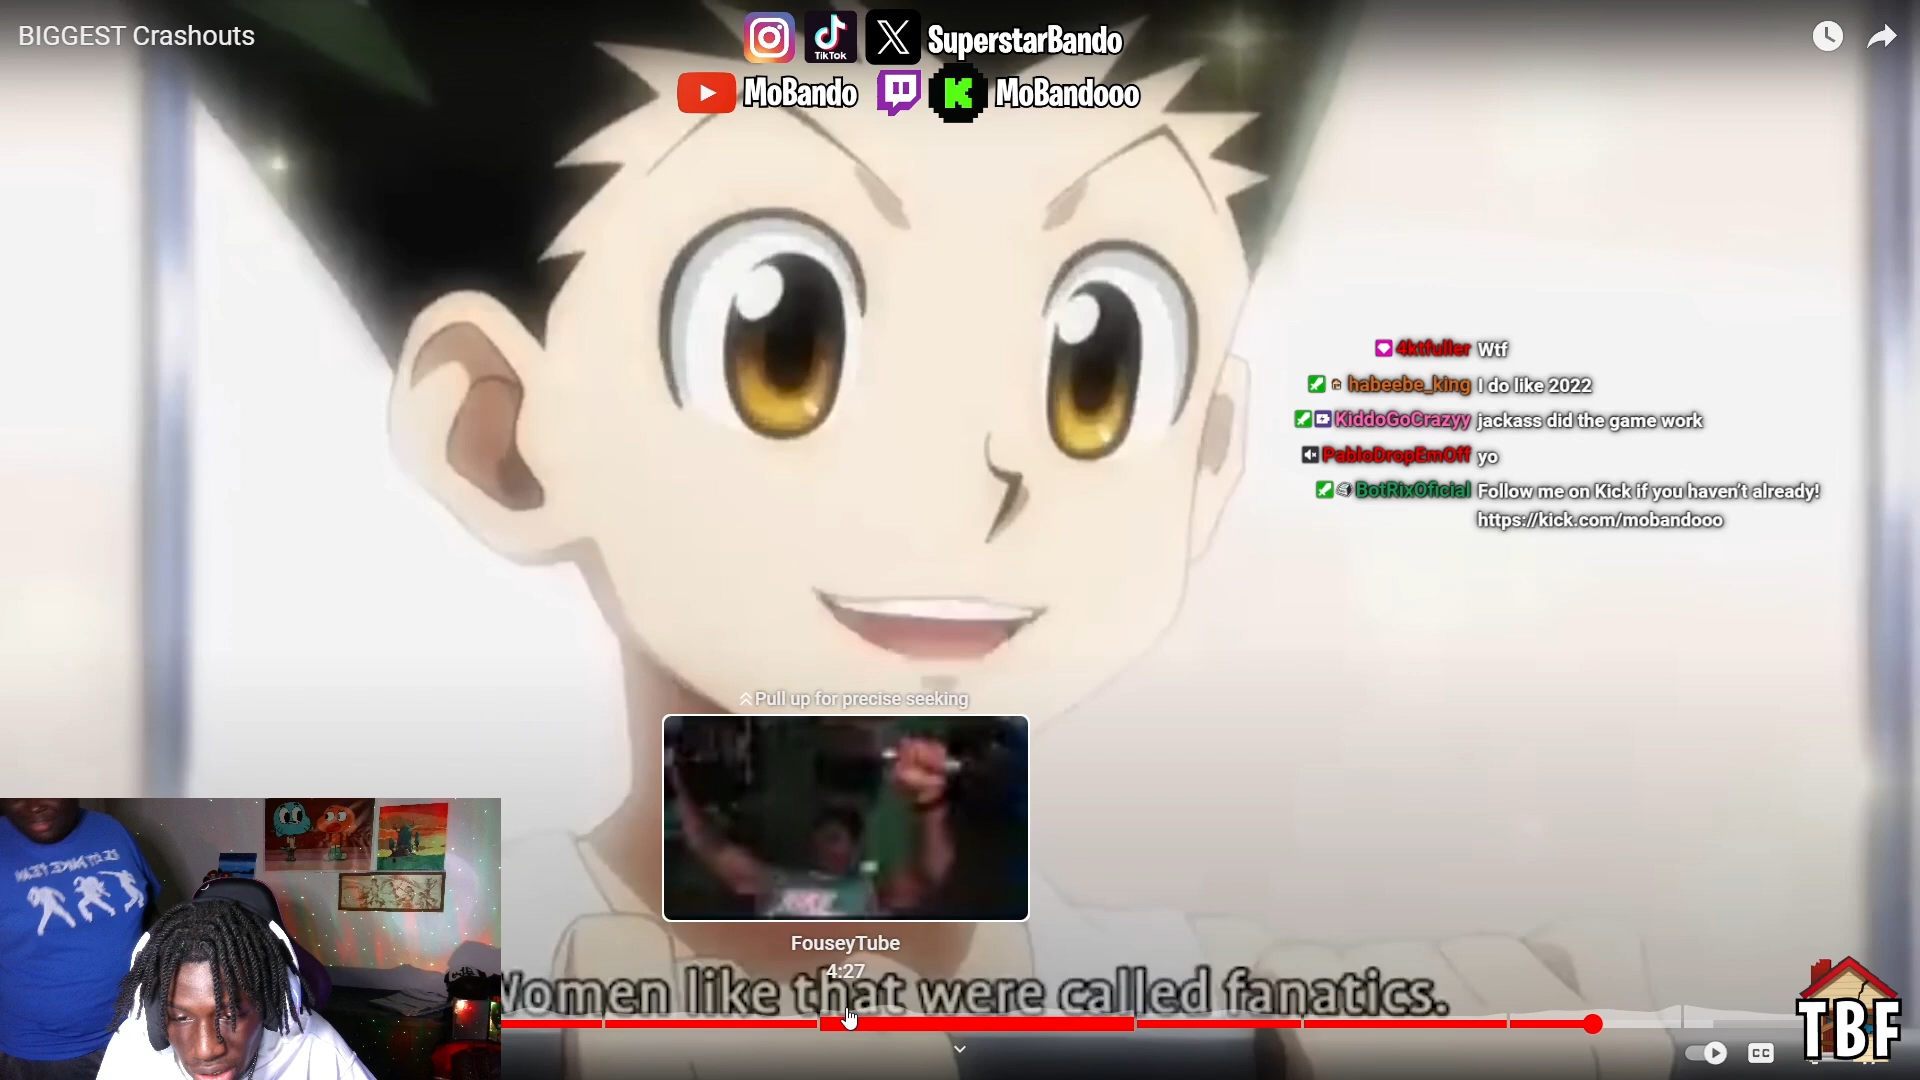 BIGGEST Crashouts
TikTok
SuperstarBando
MoBando
K
MoBandooo
4ktfuller Wtf
habeebe_king I do like 2022
KiddoGoCrazyy jackass did the game work
PabloDropEmOff yo
BotRixOficial Follow me on Kick if you haven't already!
https://kick.com/mobandooo
Pull up for precise seeking
FouseyTube
4:27
Women like that were called fanatics.
CC
TBF